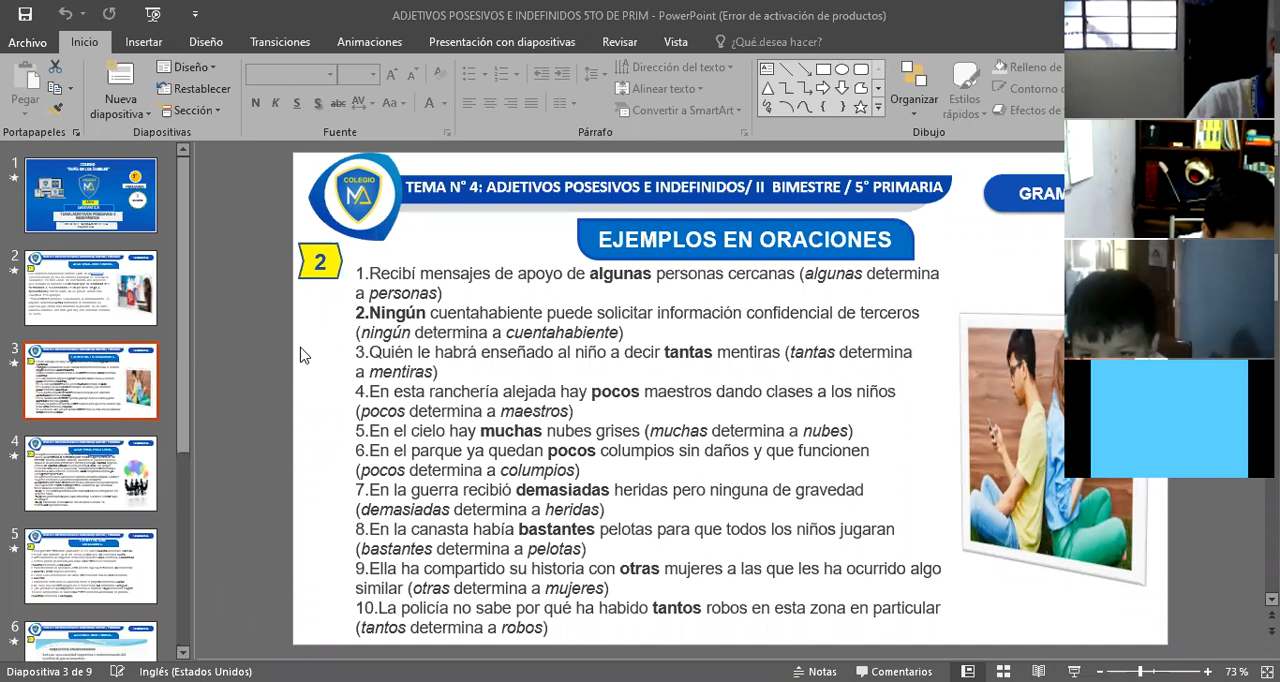 ADJETIVOS POSESIVOS E INDEFINIDOS 5TO DE PRIM - PowerPoint (Error de activación de productos)
Archivo Inicio Insertar Diseño Transiciones Animaciones Presentación con diapositivas Revisar Vista ¿Qué desea hacer?
Pegar
Portapapeles
Nueva diapositiva
Diseño
Restablecer
Sección
Diapositivas
N K S S abc AV Aa A
Fuente
Dirección del texto
Alinear texto
Convertir a SmartArt
Párrafo
Organizar
Estilos rápidos
Relleno de
Contorno
Efectos de
Dibujo
1
2
3
4
5
6
COLEGIO
MA
TEMA N° 4: ADJETIVOS POSESIVOS E INDEFINIDOS/ II BIMESTRE / 5° PRIMARIA
GRAM
EJEMPLOS EN ORACIONES
2
1.Recibí mensajes de apoyo de algunas personas cercanas (algunas determina
a personas)
2.Ningún cuentahabiente puede solicitar información confidencial de terceros
(ningún determina a cuentahabiente)
3.Quién le habrá enseñado al niño a decir tantas mentiras (tantas determina
a mentiras)
4.En esa ranchería alejada hay pocos maestros dando clases a los niños
(pocos determina a maestros)
5.En el cielo hay muchas nubes grises (muchas determina a nubes)
6.En el parque ya quedan pocos columpios sin daños y que funcionen
(pocos determina a columpios)
7.En la guerra recibió demasiadas heridas pero ninguna de gravedad
(demasiadas determina a heridas)
8.En la canasta había bastantes pelotas para que todos los niños jugaran
(bastantes determina a pelotas)
9.Ella ha compartido su historia con otras mujeres a las que les ha ocurrido algo
similar (otras determina a mujeres)
10.La policía no sabe por qué ha habido tantos robos en esta zona en particular
(tantos determina a robos)
Diapositiva 3 de 9 Inglés (Estados Unidos) Notas Comentarios 73 %